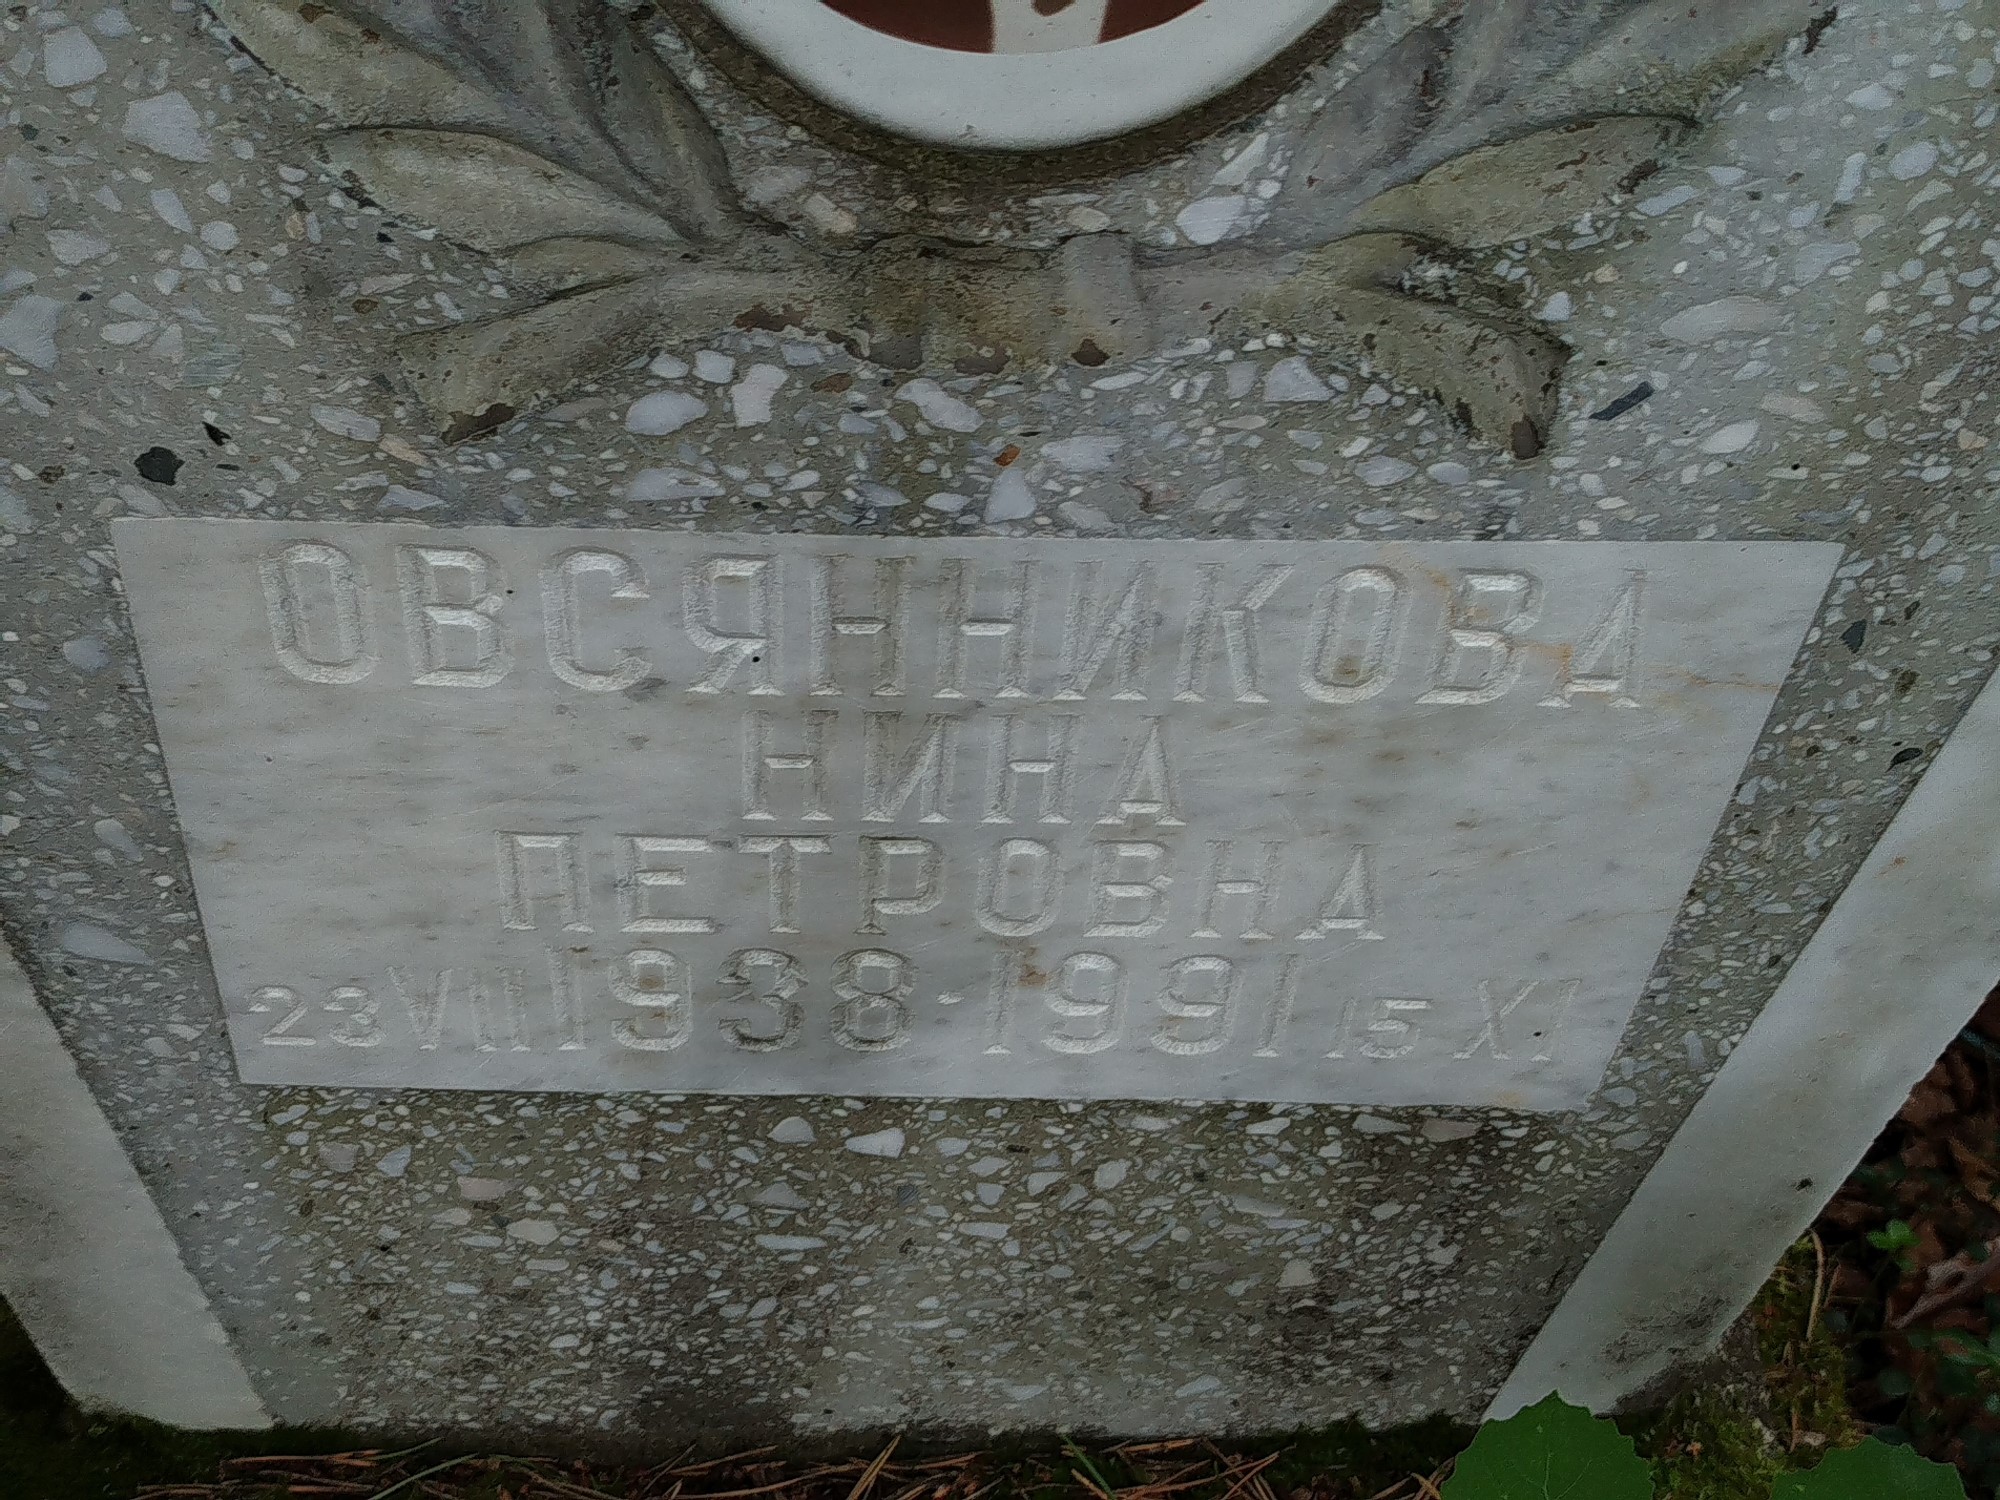 ОВСЯННИКОВА
НИНА
ПЕТРОВНА
23 VIII 1938 · 1991 15 XI